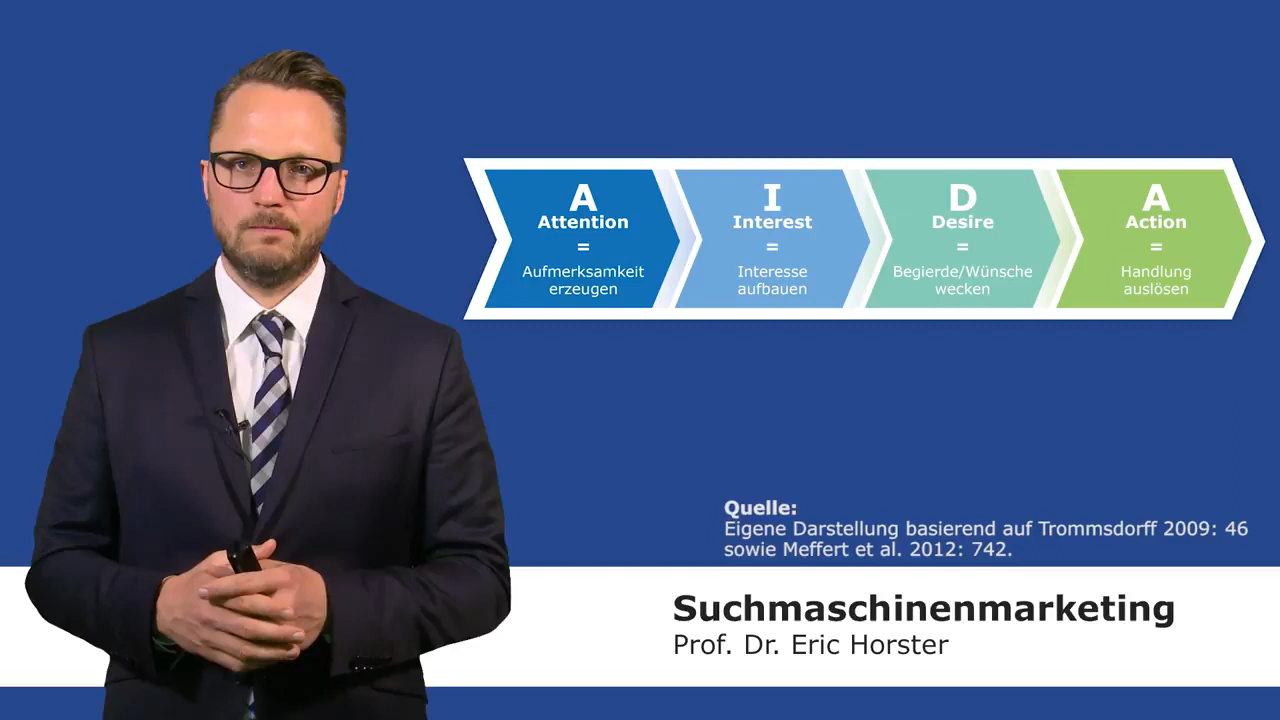 A
Attention
=
Aufmerksamkeit
erzeugen
I
Interest
=
Interesse
aufbauen
D
Desire
=
Begierde/Wünsche
wecken
A
Action
=
Handlung
auslösen
Quelle:
Eigene Darstellung basierend auf Trommsdorff 2009: 46
sowie Meffert et al. 2012: 742.
Suchmaschinenmarketing
Prof. Dr. Eric Horster